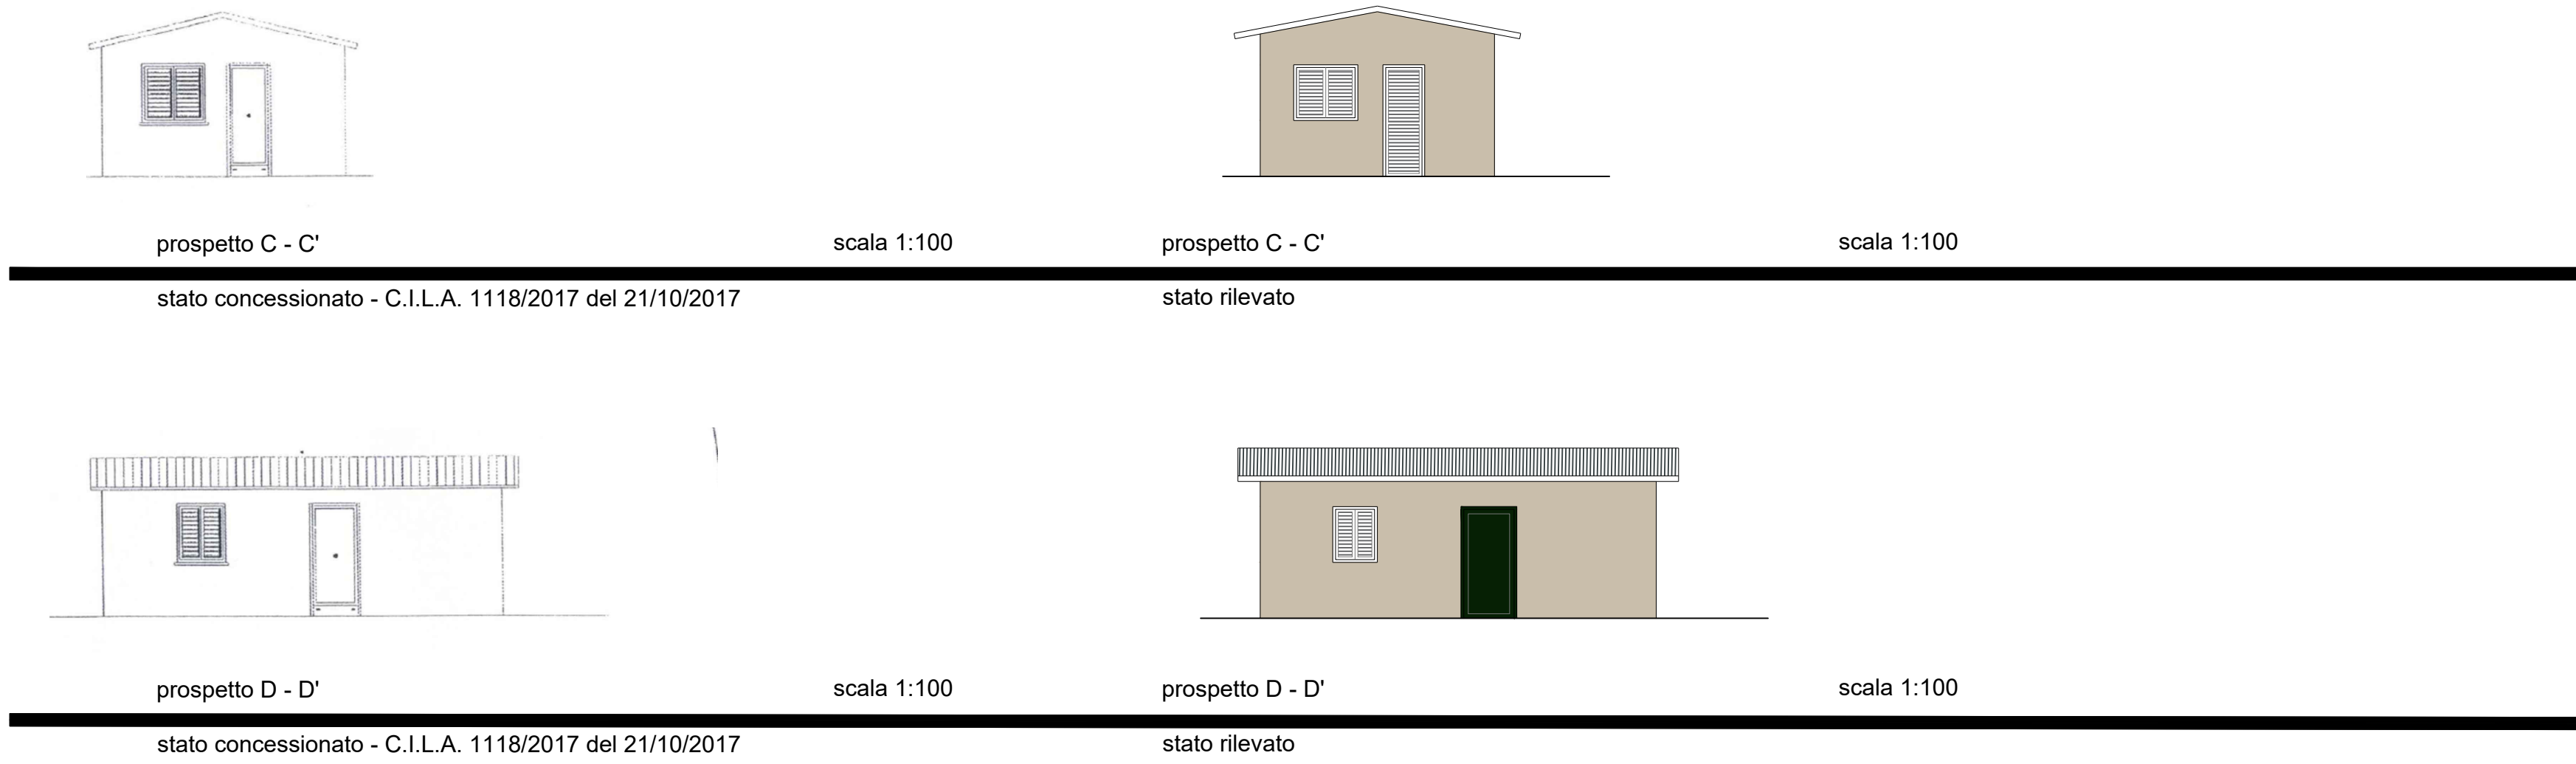 prospetto C - C'
scala 1:100
prospetto C - C'
scala 1:100
stato concessionato - C.I.L.A. 1118/2017 del 21/10/2017
stato rilevato
prospetto D - D'
scala 1:100
prospetto D - D'
scala 1:100
stato concessionato - C.I.L.A. 1118/2017 del 21/10/2017
stato rilevato